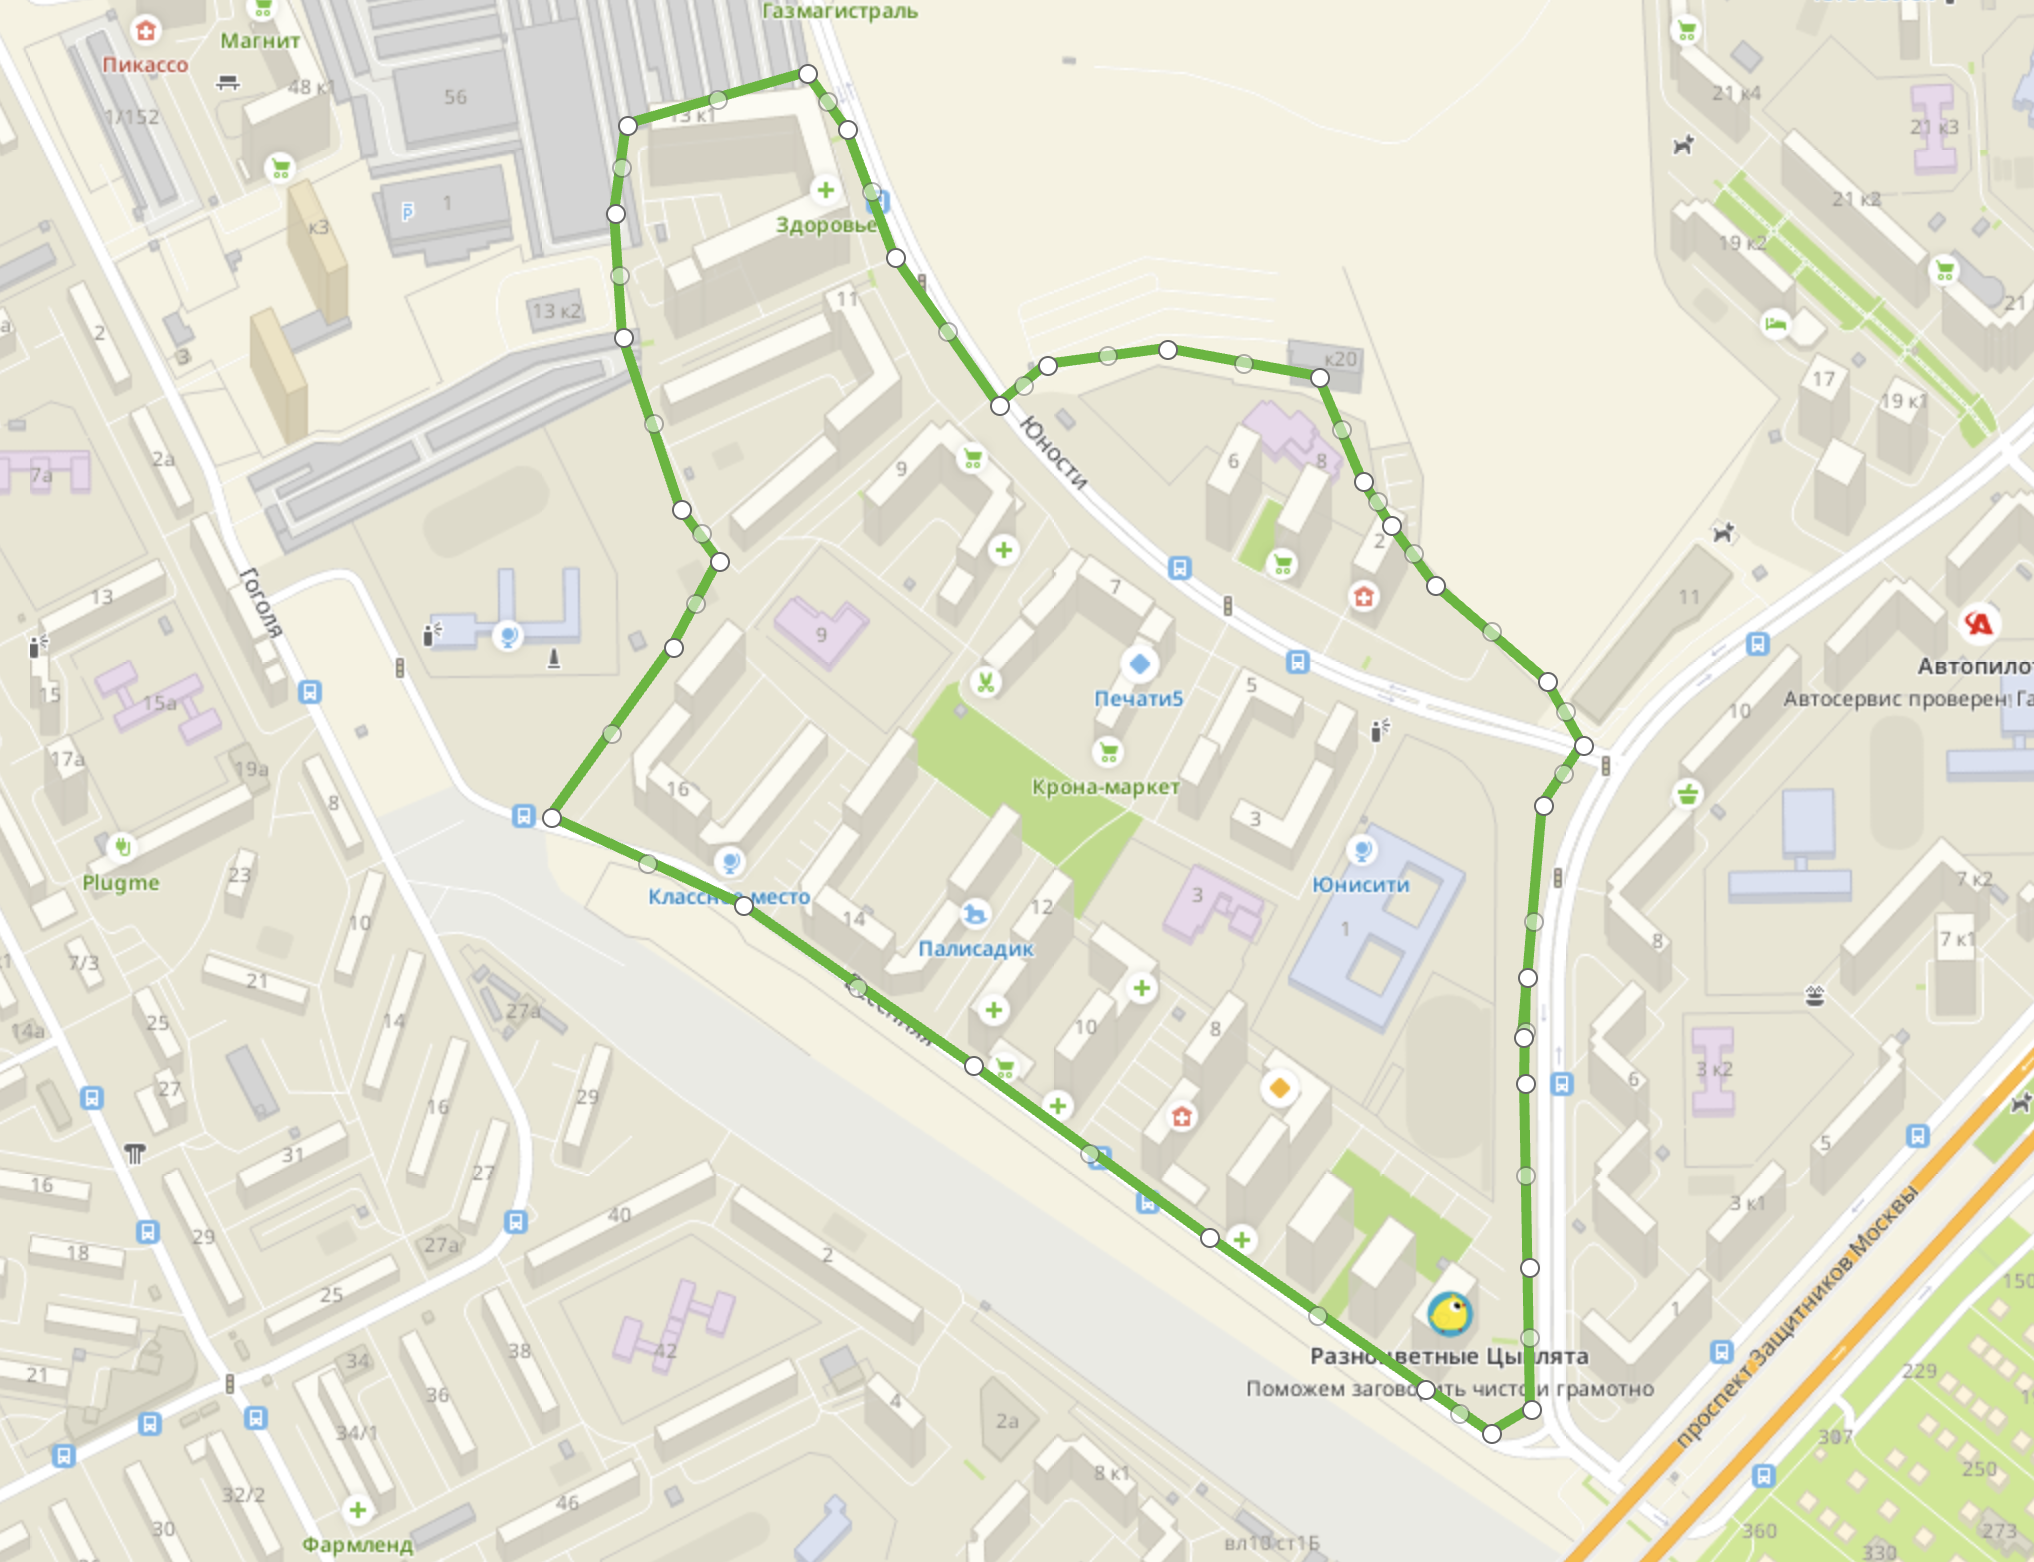 Газмагистраль
Магнит
Пикассо
48 к1
1/152
56
13 к1
21 к4
21 к3
к3
1
Здоровье
21 к2
19 к2
2
13 к2
11
21
3
к20
17
19 к1
Юности
2а
7а
9
6
8
2
Гоголя
13
7
11
9
15
15а
5
Печати5
Автопило
Автосервис проверен Га
10
17а
19а
8
16
Крона-маркет
3
Plugme
23
Классное место
14
12
3
Юнисити
7 к2
10
Палисадик
1
8
7 к1
7/3
21
27а
Весенняя
25
14а
14
10
8
27
16
29
6
3 к2
31
27
5
16
29
40
3 к1
18
27а
2
проспект Защитников Москвы
150
25
1
21
34
38
42
Разноцветные Цыплята
Поможем заговорить чисто и грамотно
229
36
4
2а
34/1
307
32/2
8 к1
250
30
46
Фармленд
вл10 ст1Б
360
330
273